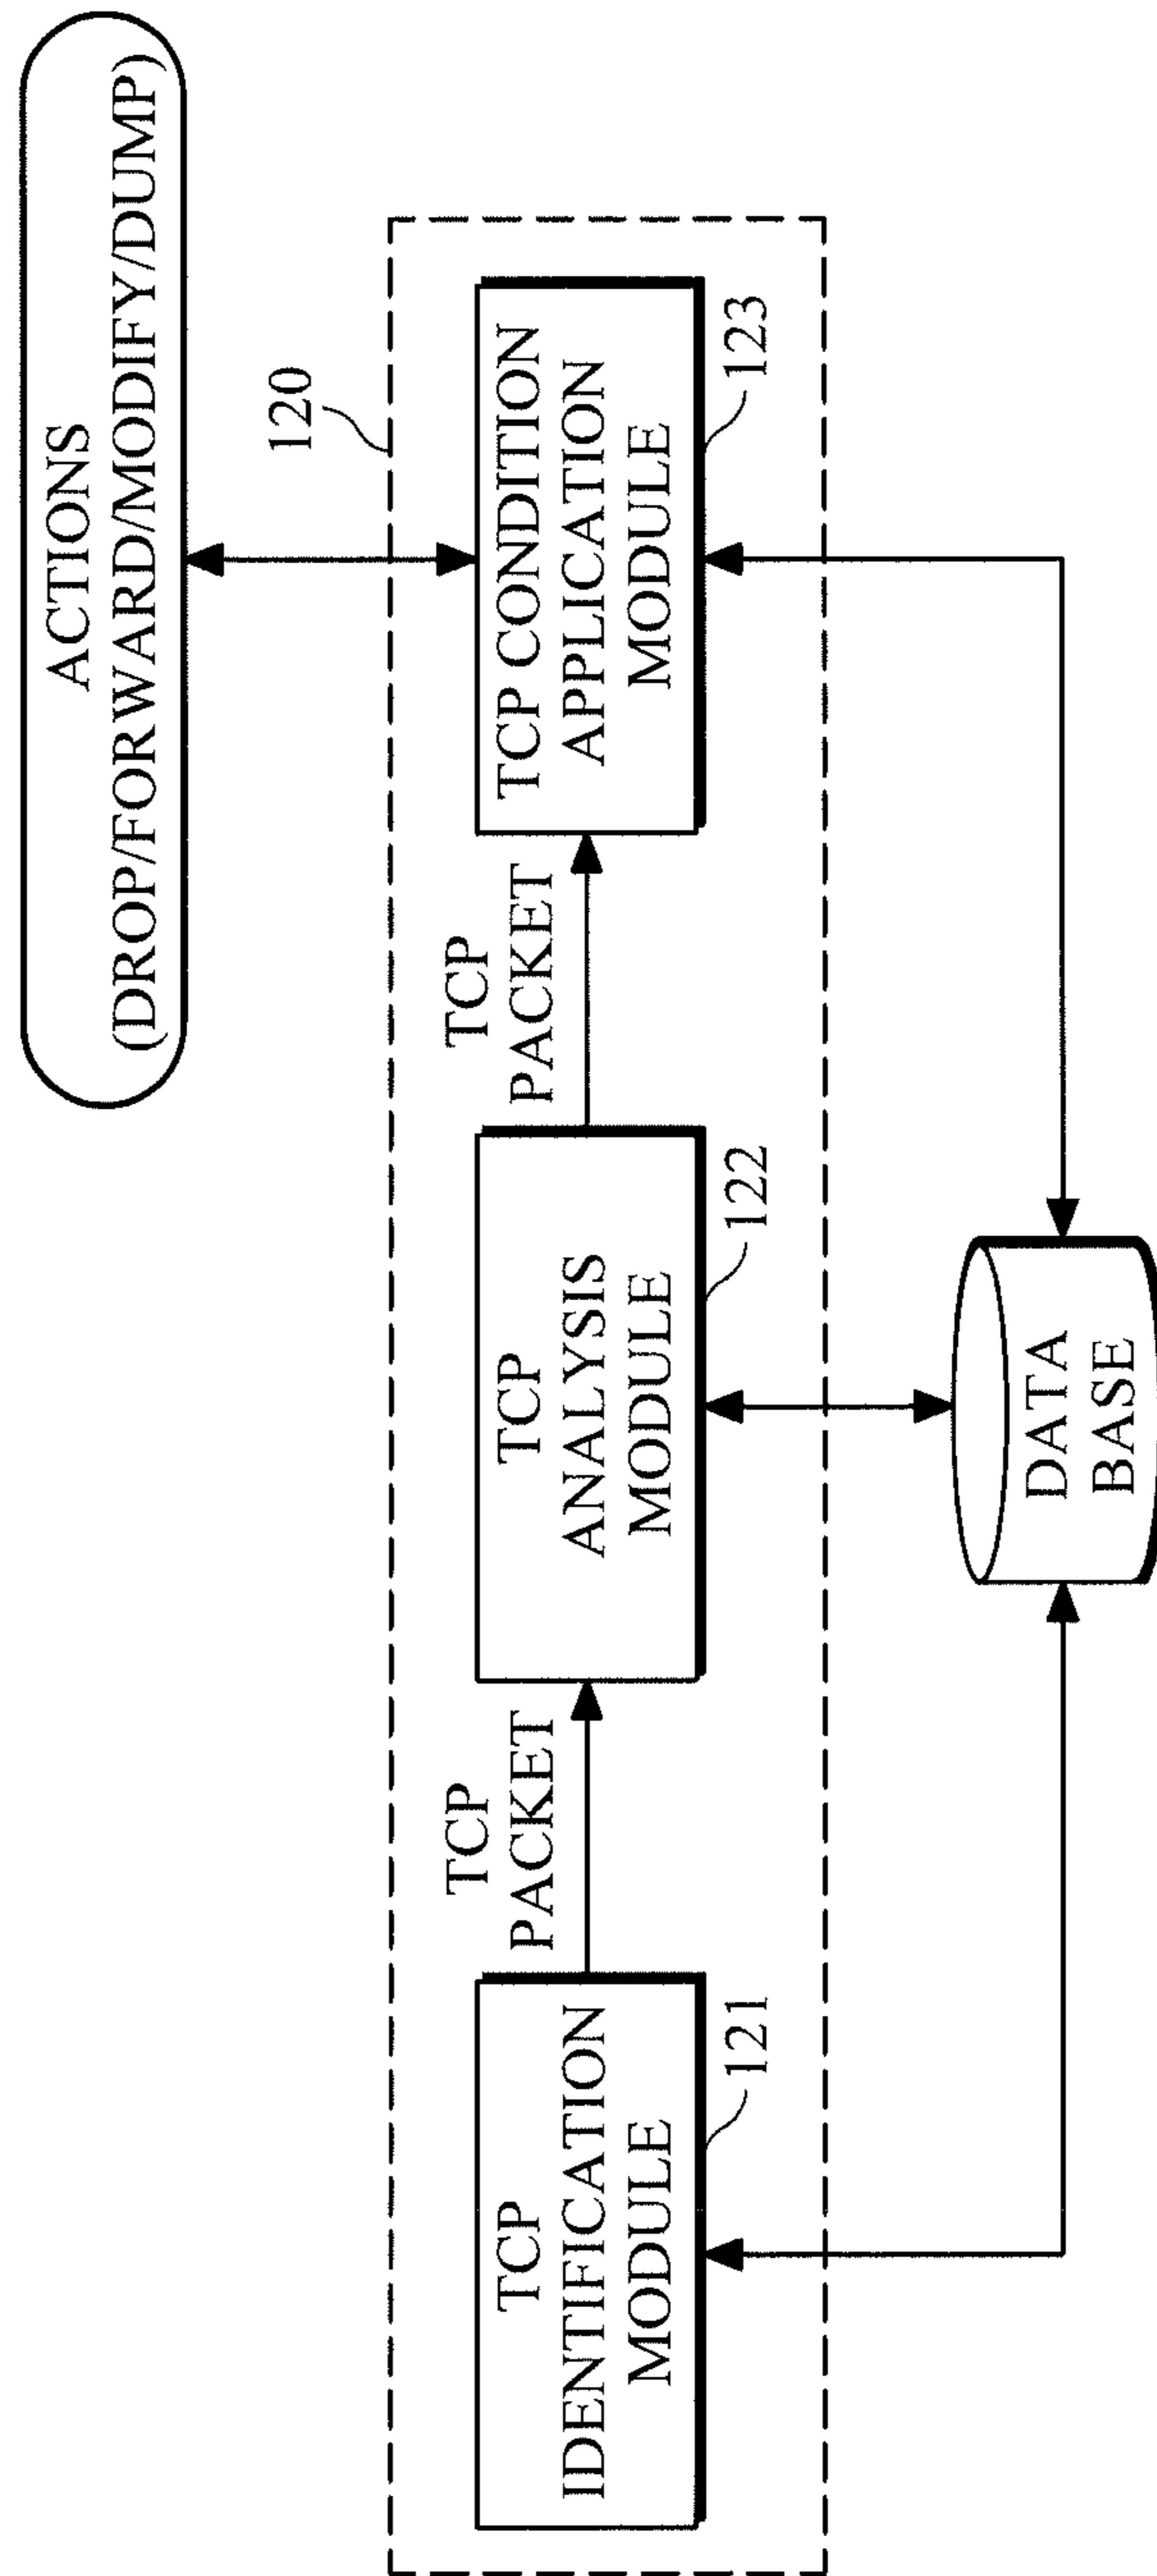 ACTIONS
(DROP/FORWARD/MODIFY/DUMP)
120
TCP
IDENTIFICATION
MODULE
121
TCP
PACKET
TCP
ANALYSIS
MODULE
122
TCP
PACKET
TCP CONDITION
APPLICATION
MODULE
123
DATA
BASE